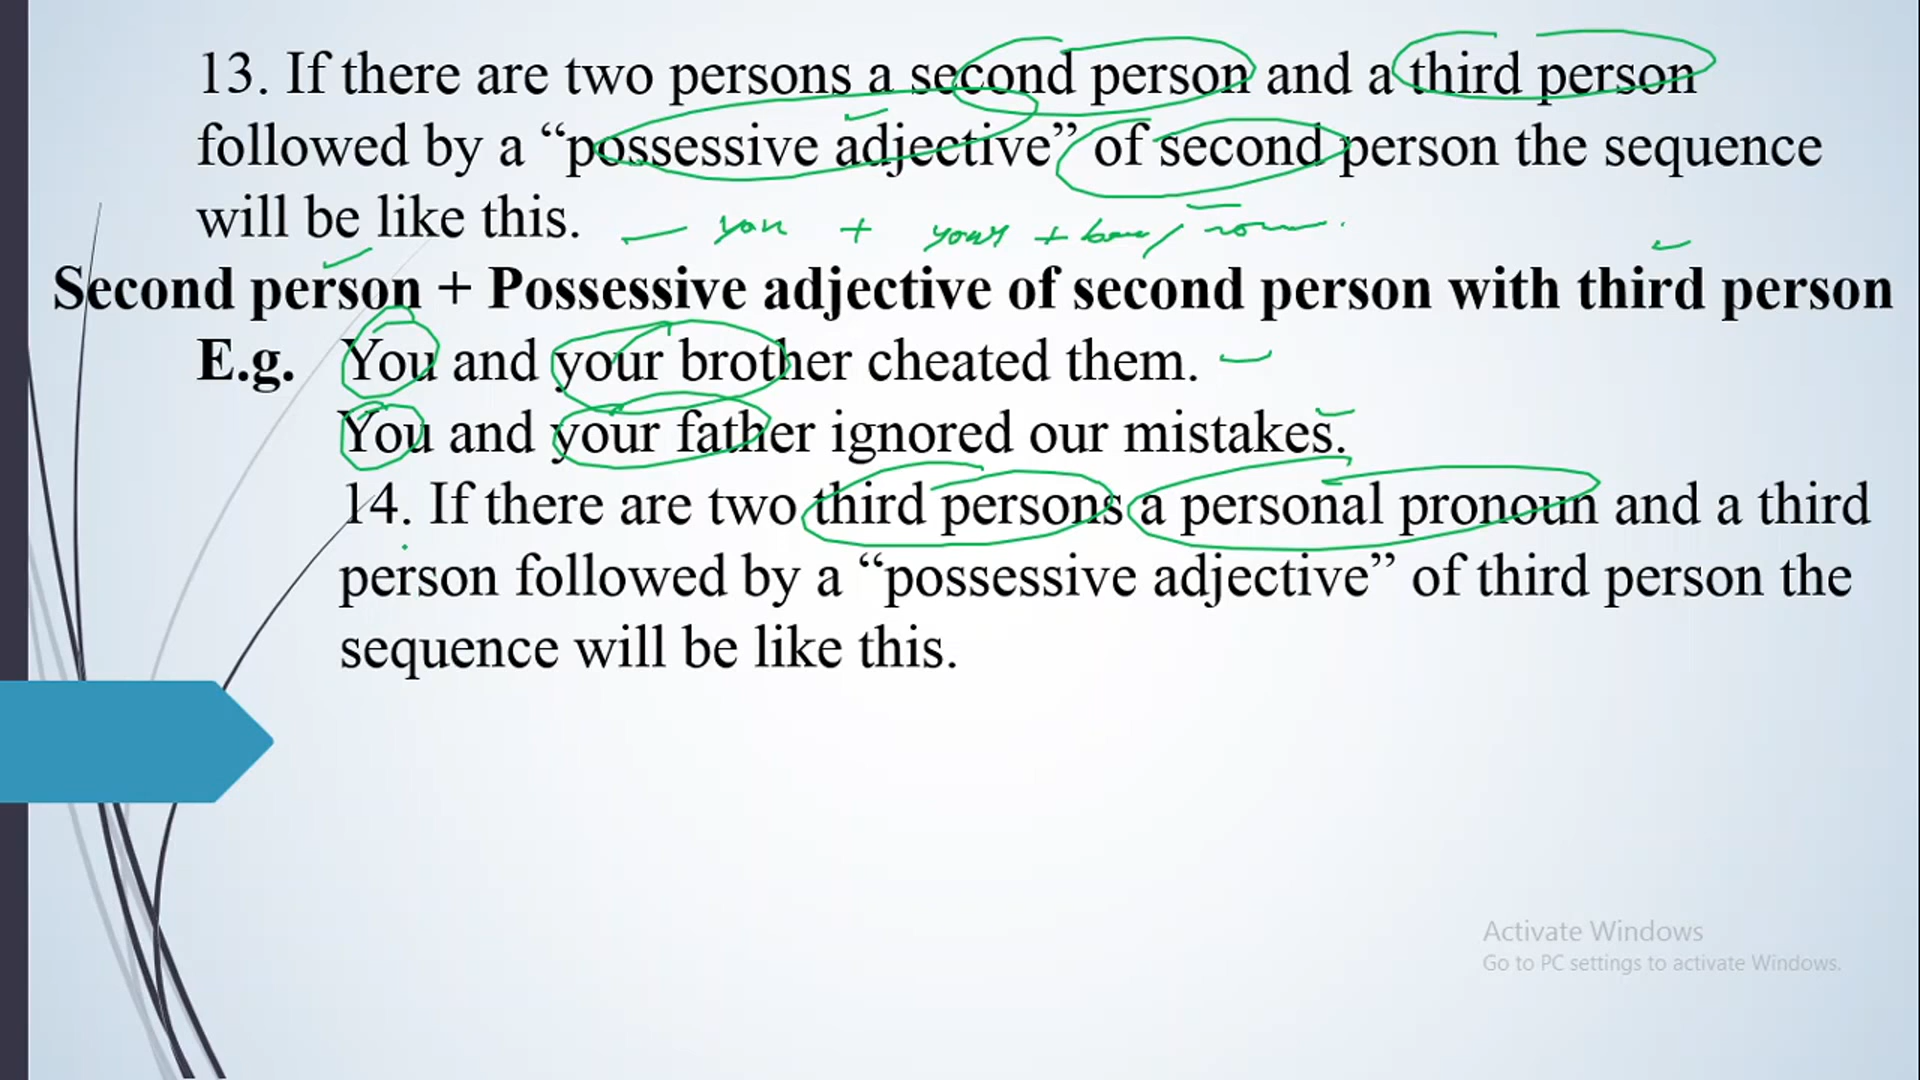 13. If there are two persons a second person and a third person
followed by a “possessive adjective” of second person the sequence
will be like this.
you + your +
Second person + Possessive adjective of second person with third person
E.g. You and your brother cheated them.
You and your father ignored our mistakes.
14. If there are two third persons a personal pronoun and a third
person followed by a “possessive adjective” of third person the
sequence will be like this.
Activate Windows
Go to PC settings to activate Windows.